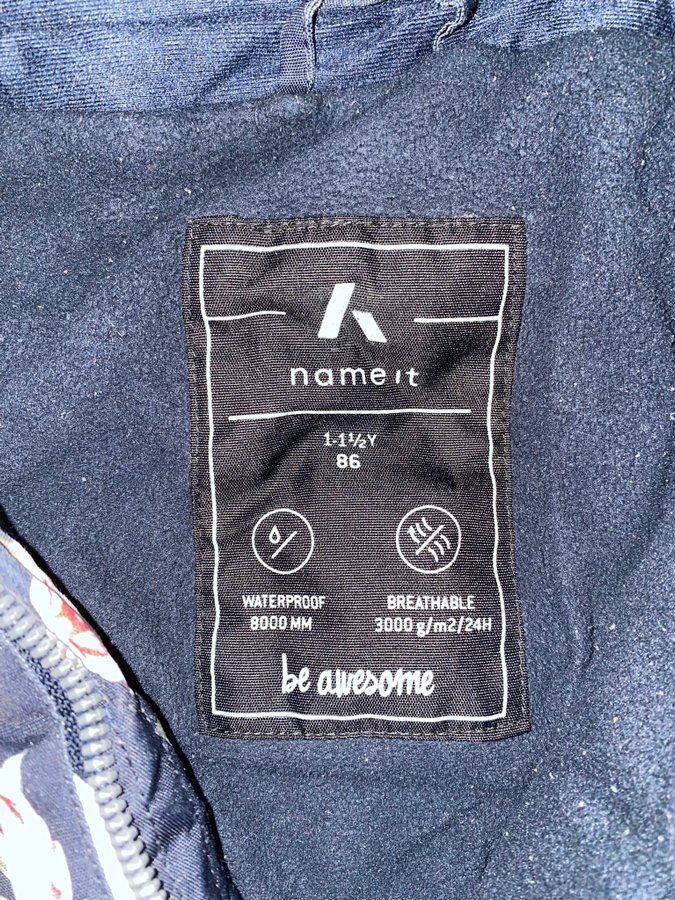 name it
1-1½Y
86
WATERPROOF
8000 MM
BREATHABLE
3000 g/m2/24H
be awesome